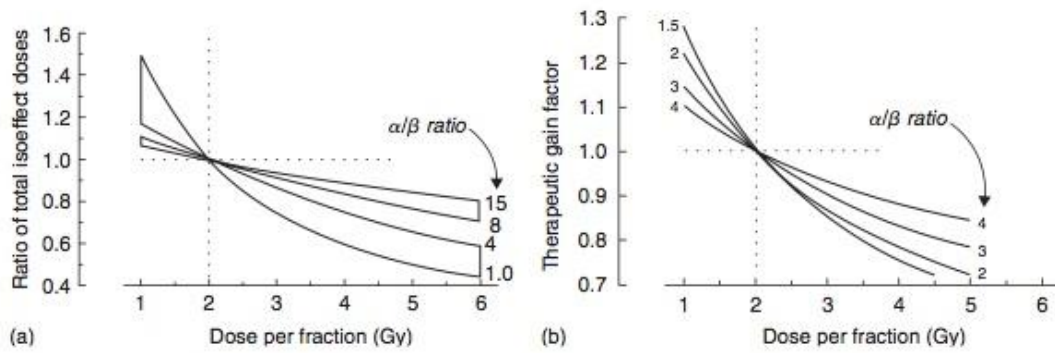 Ratio of total isoeffect doses
1.6
1.4
1.2
1.0
0.8
0.6
0.4
α/β ratio
15
8
4
1.0
1 2 3 4 5 6
(a)
Dose per fraction (Gy)
(b)
Therapeutic gain factor
1.3
1.2
1.1
1.0
0.9
0.8
0.7
1.5
2
3
4
α/β ratio
4
3
2
1 2 3 4 5 6
Dose per fraction (Gy)